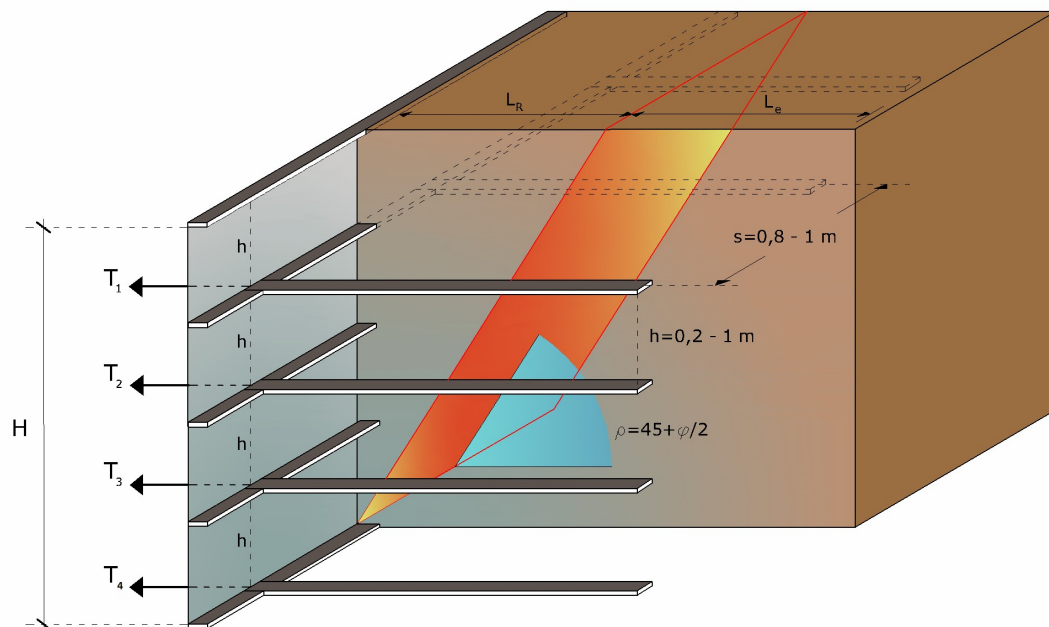 L_R
L_e
h
s=0,8 - 1 m
T_1
h
h=0,2 - 1 m
T_2
H
h
ρ=45+φ/2
T_3
h
T_4